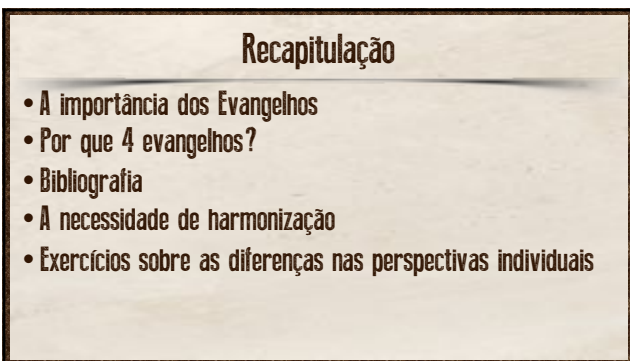 Recapitulação
• A importância dos Evangelhos
• Por que 4 evangelhos?
• Bibliografia
• A necessidade de harmonização
• Exercícios sobre as diferenças nas perspectivas individuais